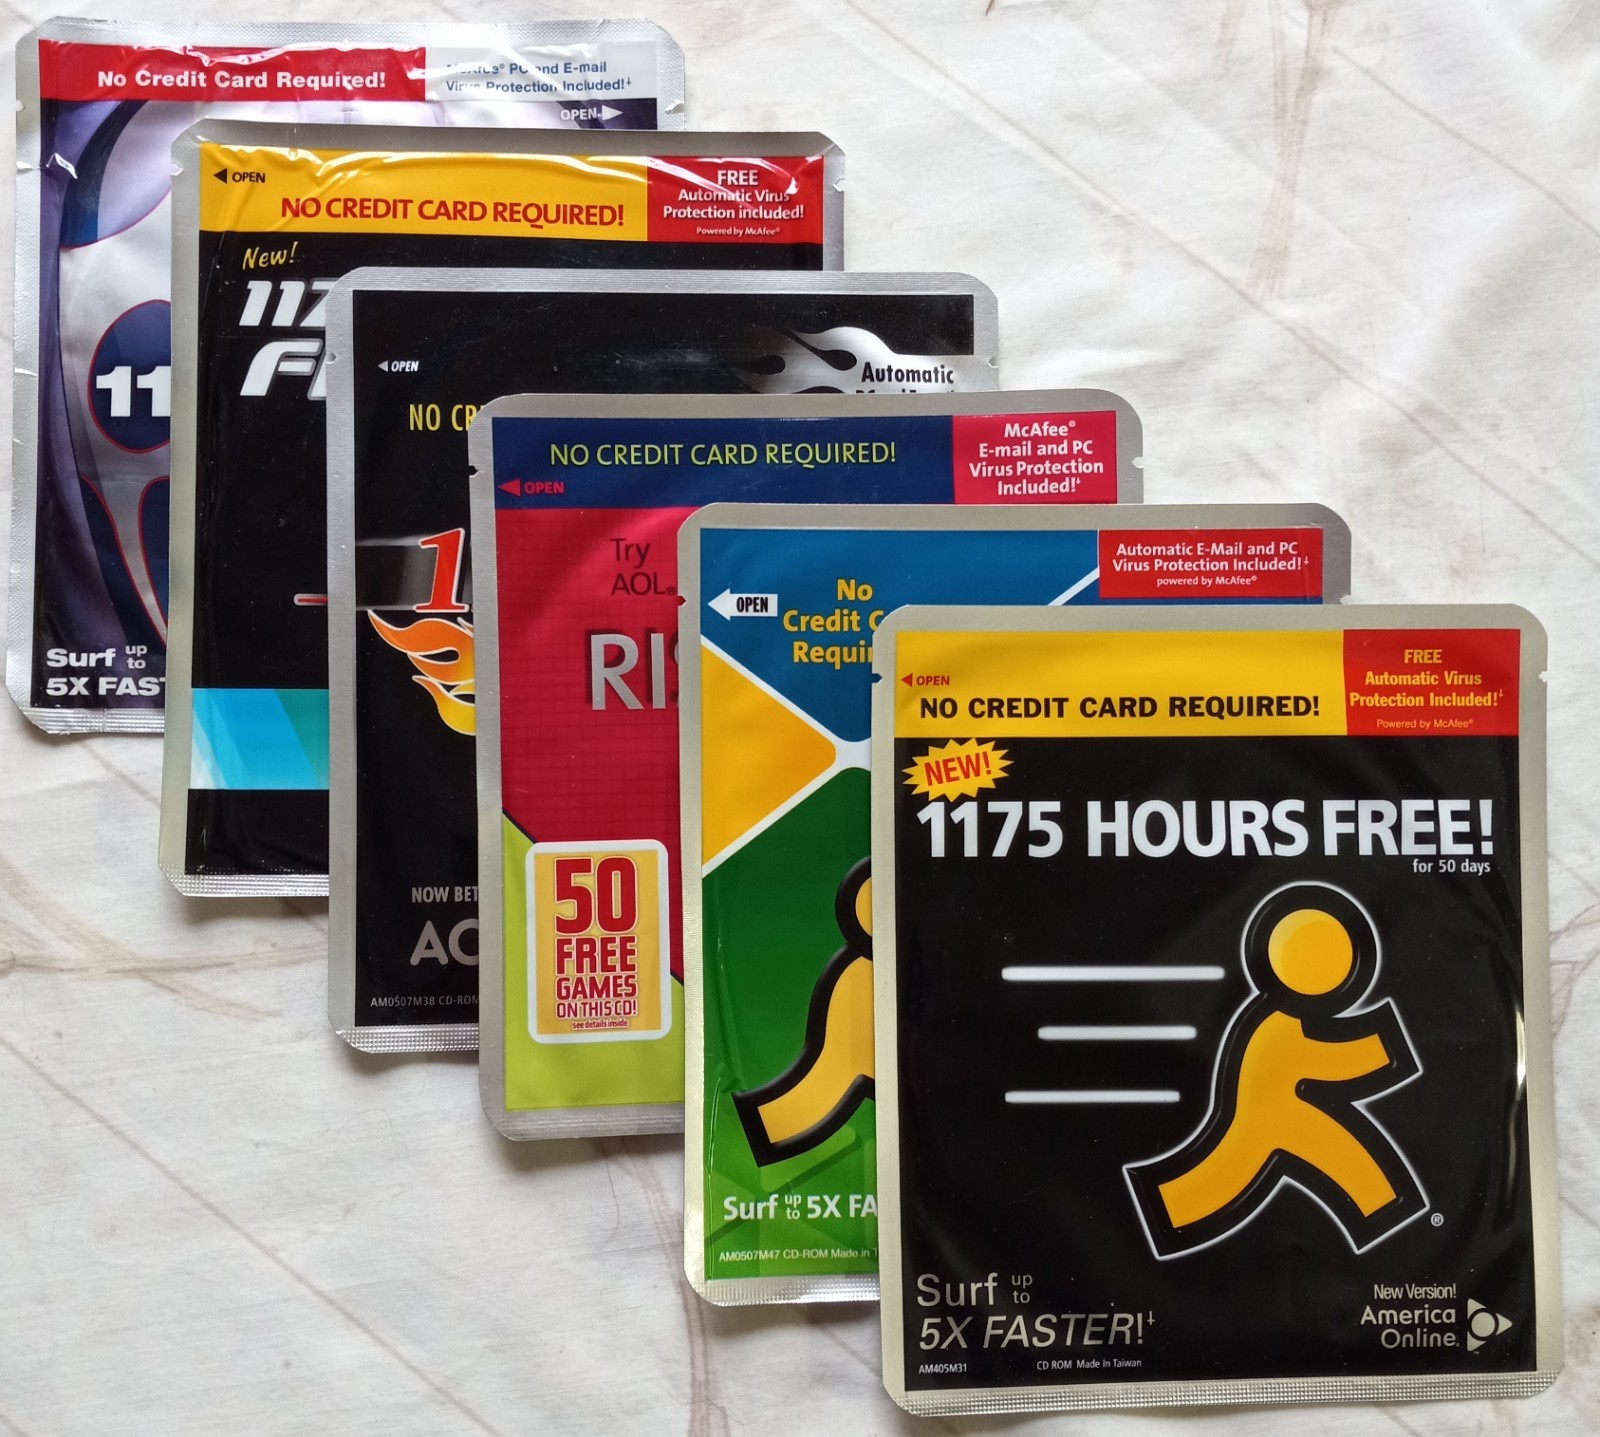 No Credit Card Required!
McAfee® PC and E-mail
Virus Protection Included!‡
OPEN
11
Surf up to
5X FAST
OPEN
NO CREDIT CARD REQUIRED!
FREE
Automatic Virus
Protection included!
Powered by McAfee®
New!
117
OPEN
Automatic
NO CR
1
NOW BET
AO
AM0507M38 CD-ROM
NO CREDIT CARD REQUIRED!
OPEN
McAfee®
E-mail and PC
Virus Protection
Included!‡
Try
AOL®
RIS
50
FREE
GAMES
ON THIS CD!
see details inside
Automatic E-Mail and PC
Virus Protection Included!‡
powered by McAfee®
OPEN
No
Credit C
Requir
Surf up to 5X FA
AM0507M47 CD-ROM Made in T
OPEN
NO CREDIT CARD REQUIRED!
FREE
Automatic Virus
Protection Included!‡
Powered by McAfee®
NEW!
1175 HOURS FREE!
for 50 days
®
Surf up to
5X FASTER!‡
New Version!
America
Online®
AM405M31
CD ROM Made In Taiwan